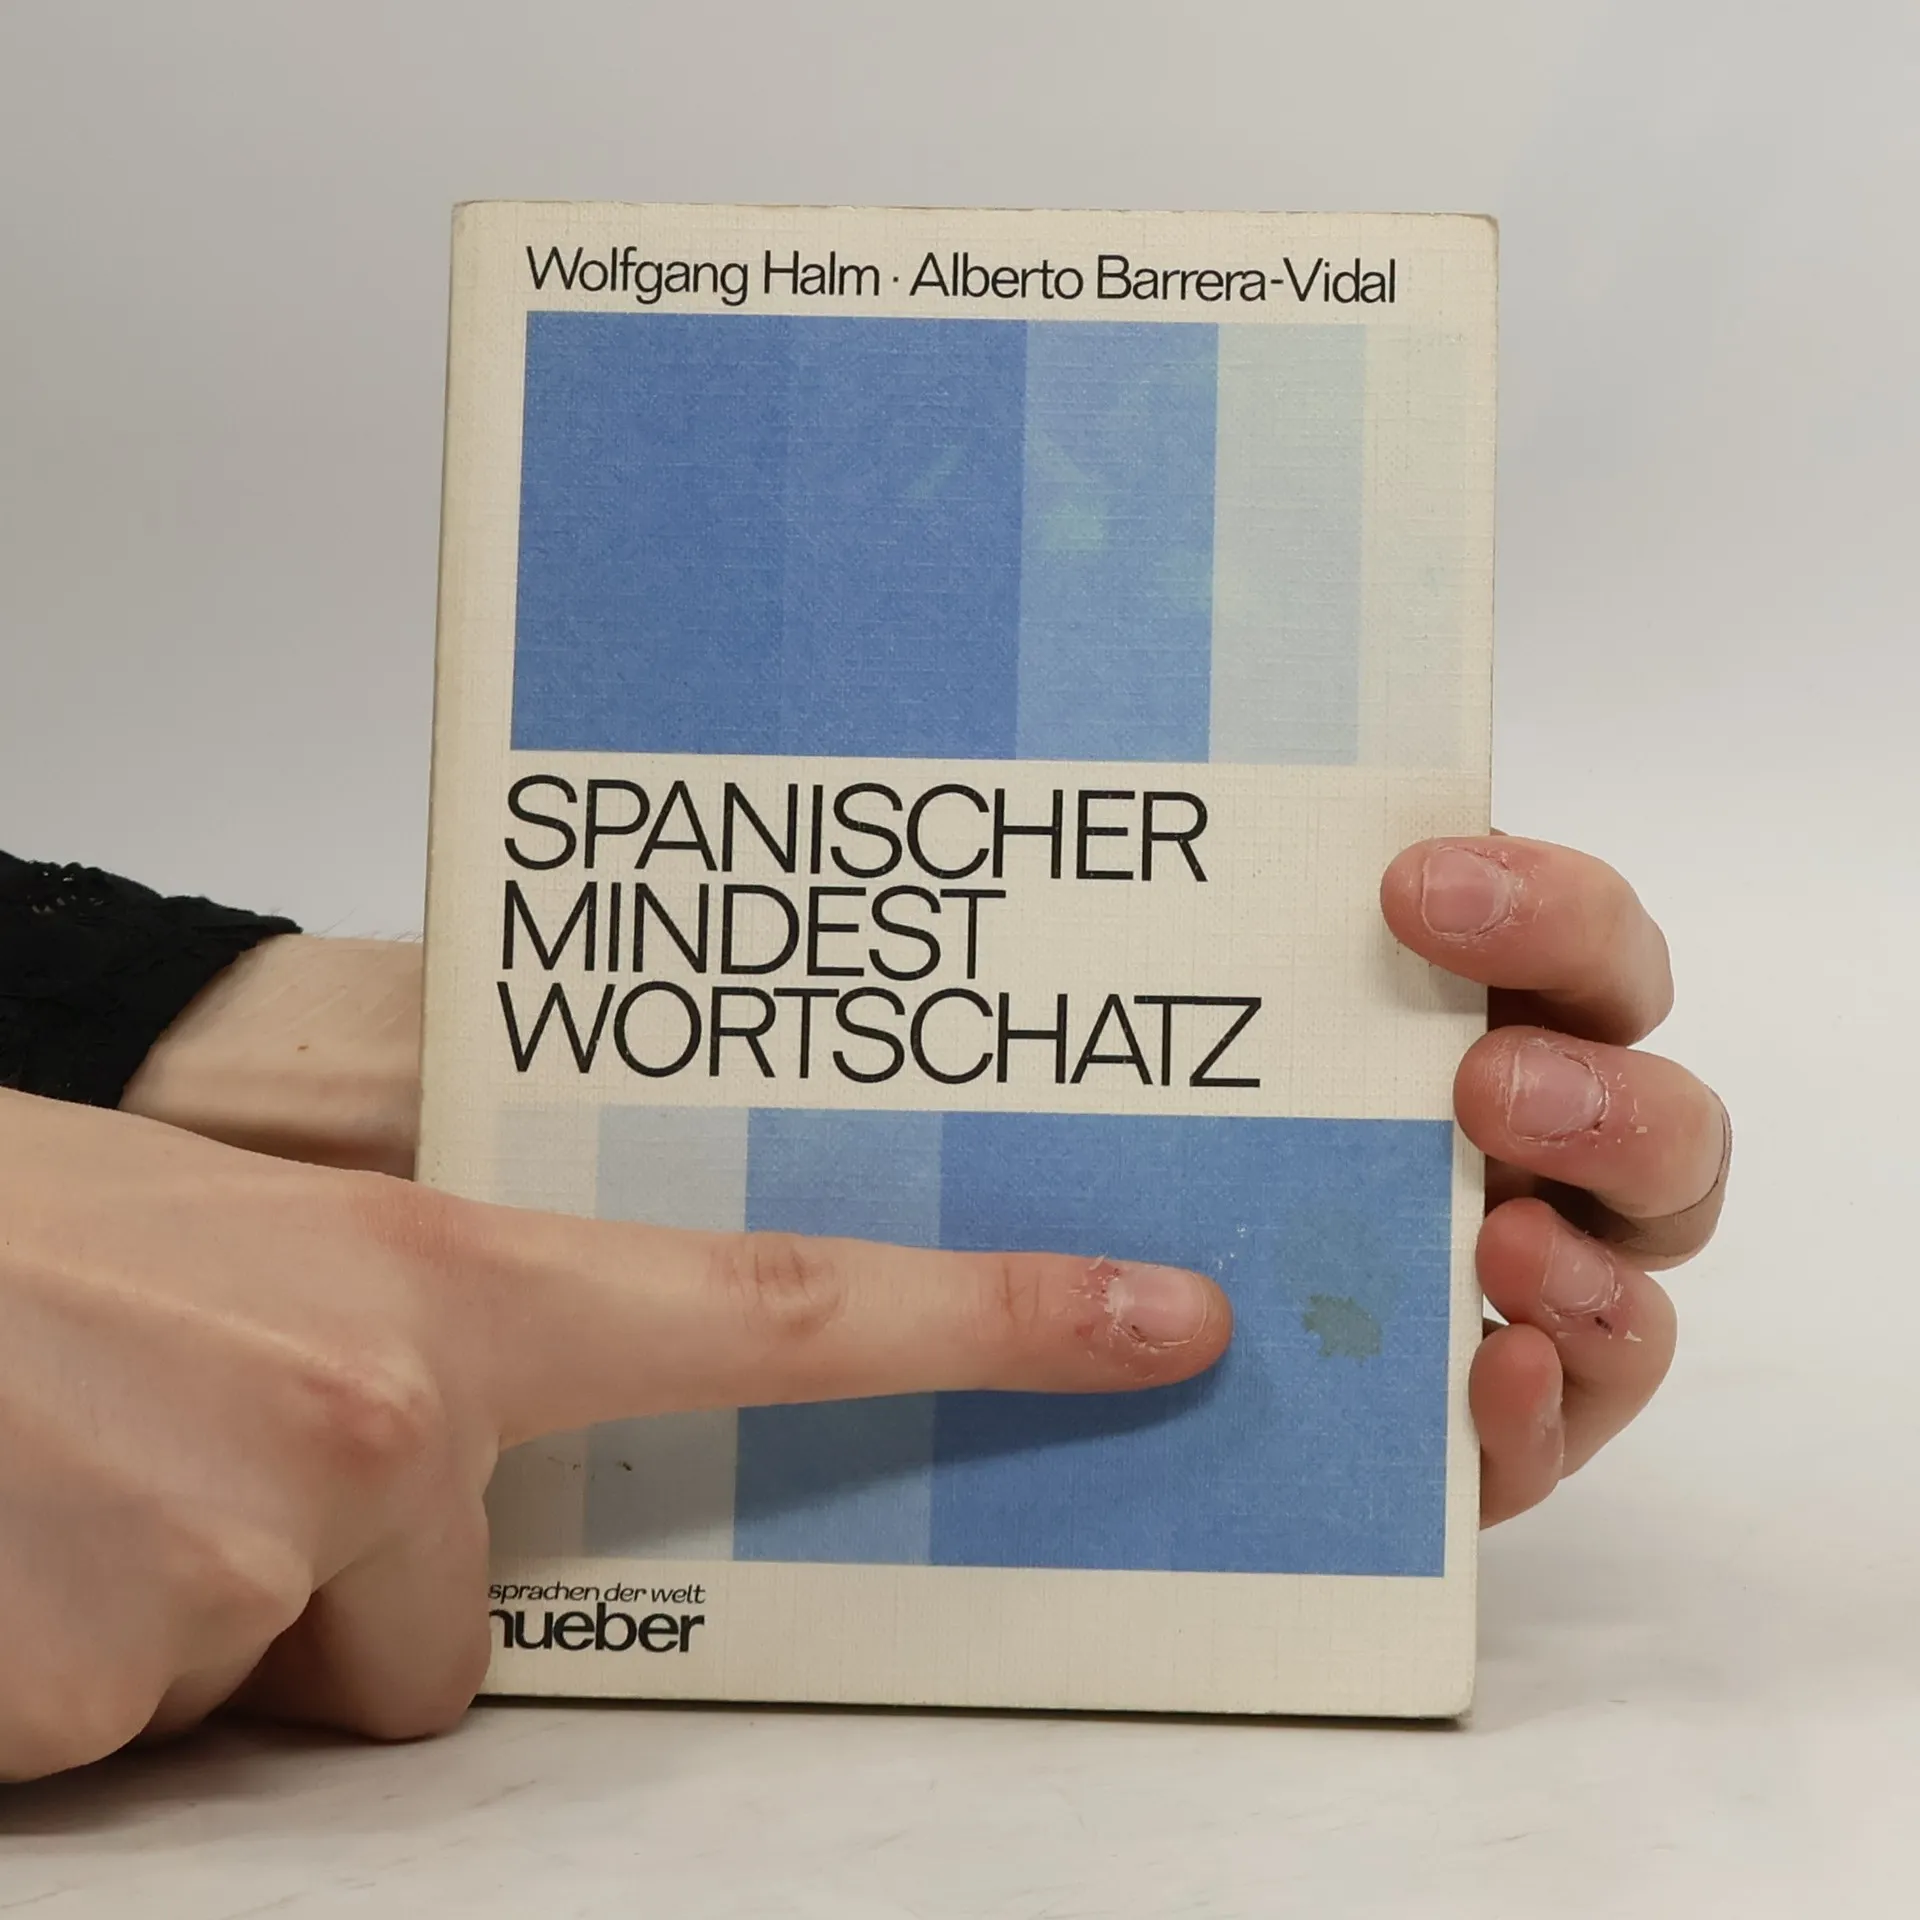 Wolfgang Halm · Alberto Barrera-Vidal
SPANISCHER
MINDEST
WORTSCHATZ
sprachen der welt
hueber